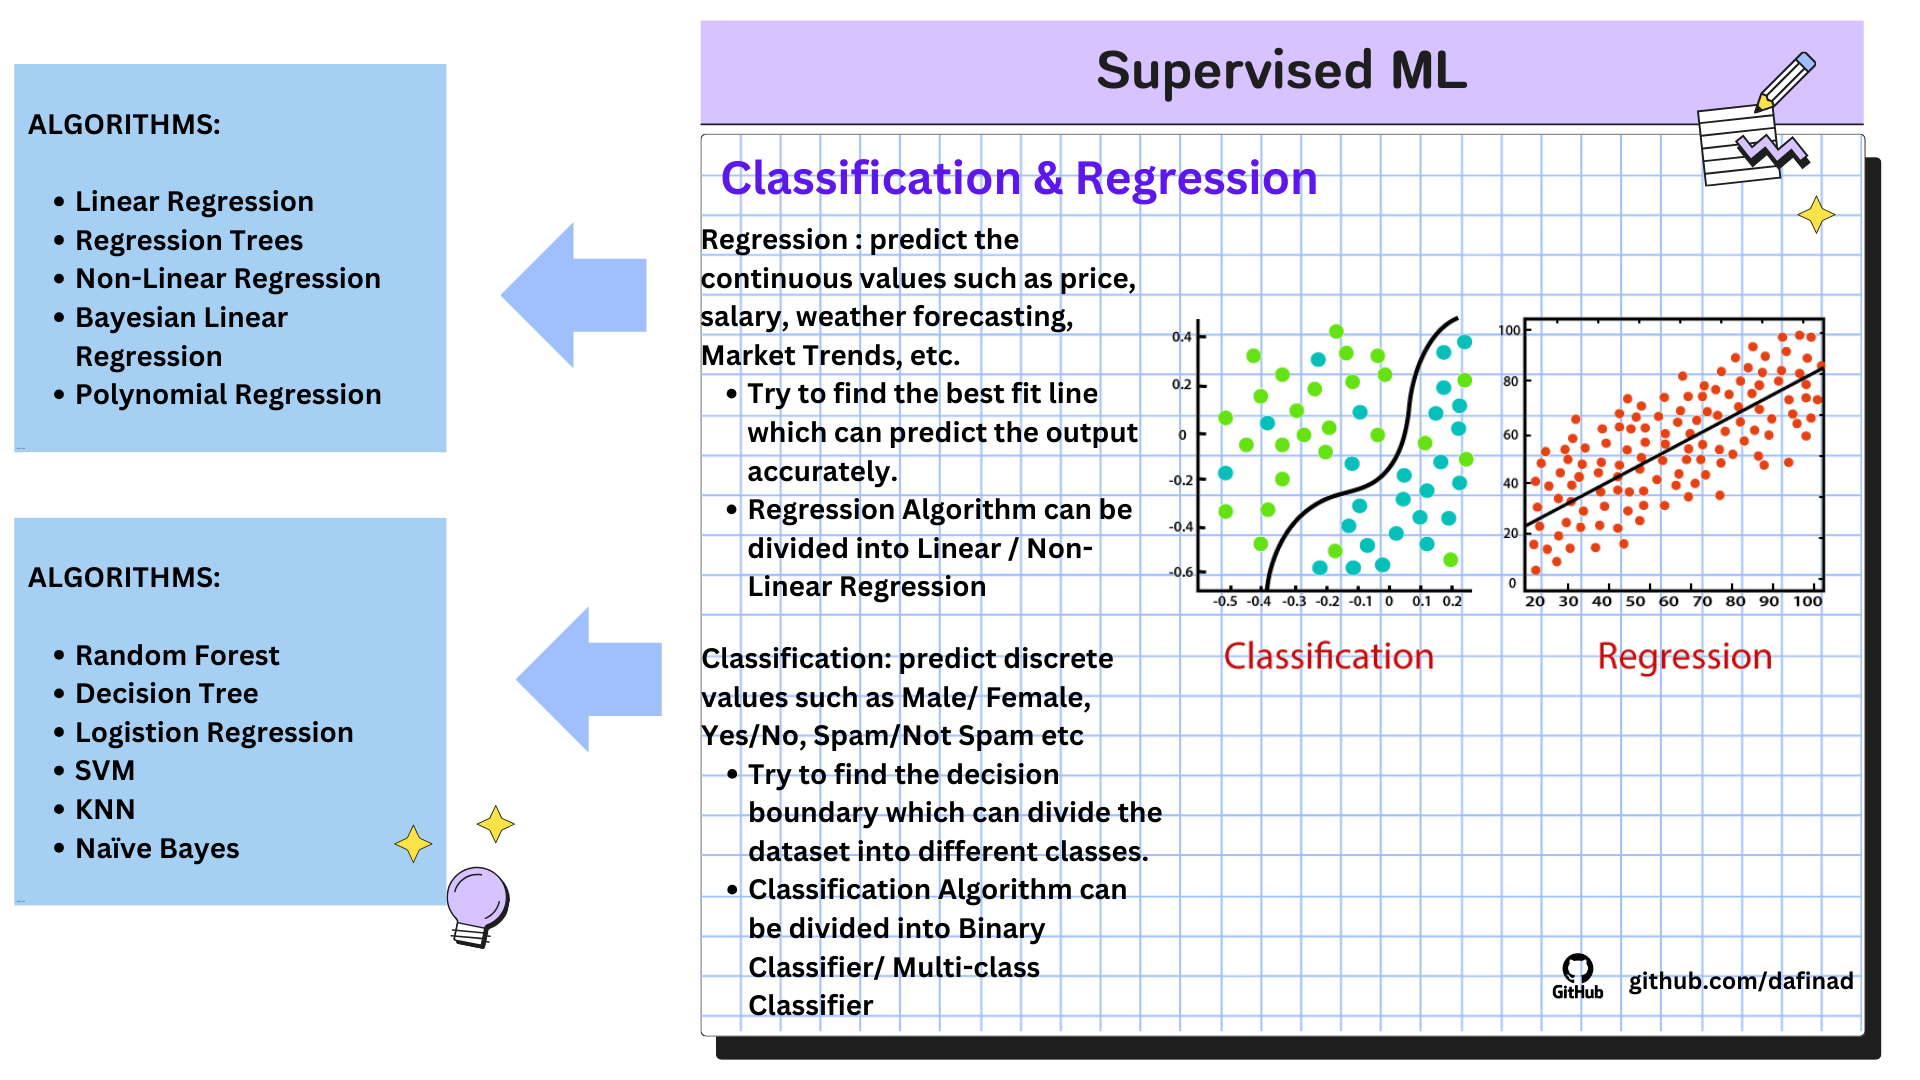 Supervised ML
ALGORITHMS:
• Linear Regression
• Regression Trees
• Non-Linear Regression
• Bayesian Linear
Regression
• Polynomial Regression
ALGORITHMS:
• Random Forest
• Decision Tree
• Logistion Regression
• SVM
• KNN
• Naïve Bayes
Classification & Regression
Regression : predict the
continuous values such as price,
salary, weather forecasting,
Market Trends, etc.
• Try to find the best fit line
which can predict the output
accurately.
• Regression Algorithm can be
divided into Linear / Non-
Linear Regression
Classification: predict discrete
values such as Male/ Female,
Yes/No, Spam/Not Spam etc
• Try to find the decision
boundary which can divide the
dataset into different classes.
• Classification Algorithm can
be divided into Binary
Classifier/ Multi-class
Classifier
0.4
0.2
0
-0.2
-0.4
-0.6
-0.5 -0.4 -0.3 -0.2 -0.1 0 0.1 0.2
Classification
100
80
60
40
20
0
20 30 40 50 60 70 80 90 100
Regression
GitHub
github.com/dafinad